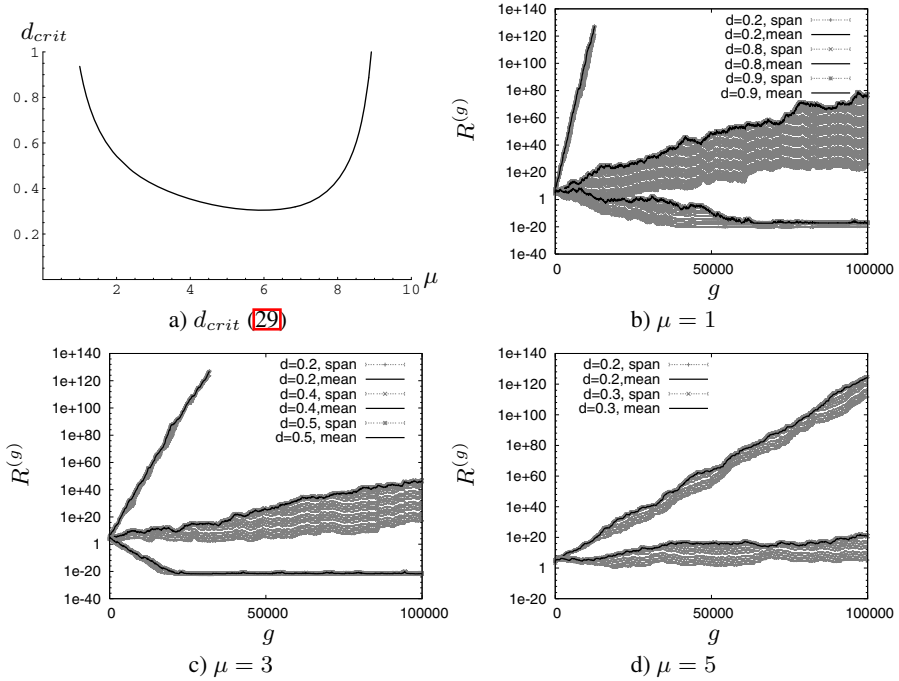 d_{crit}
1
0.8
0.6
0.4
0.2
2 4 6 8 10 μ
a) d_{crit} (29)
R^{(g)}
1e+140
1e+120
1e+100
1e+80
1e+60
1e+40
1e+20
1
1e-20
1e-40
d=0.2, span
d=0.2,mean
d=0.8, span
d=0.8,mean
d=0.9, span
d=0.9, mean
0 50000 100000
g
b) μ = 1
R^{(g)}
1e+140
1e+120
1e+100
1e+80
1e+60
1e+40
1e+20
1
1e-20
1e-40
d=0.2, span
d=0.2,mean
d=0.4, span
d=0.4,mean
d=0.5, span
d=0.5, mean
0 50000 100000
g
c) μ = 3
R^{(g)}
1e+140
1e+120
1e+100
1e+80
1e+60
1e+40
1e+20
1
1e-20
d=0.2, span
d=0.2,mean
d=0.3, span
d=0.3, mean
0 50000 100000
g
d) μ = 5